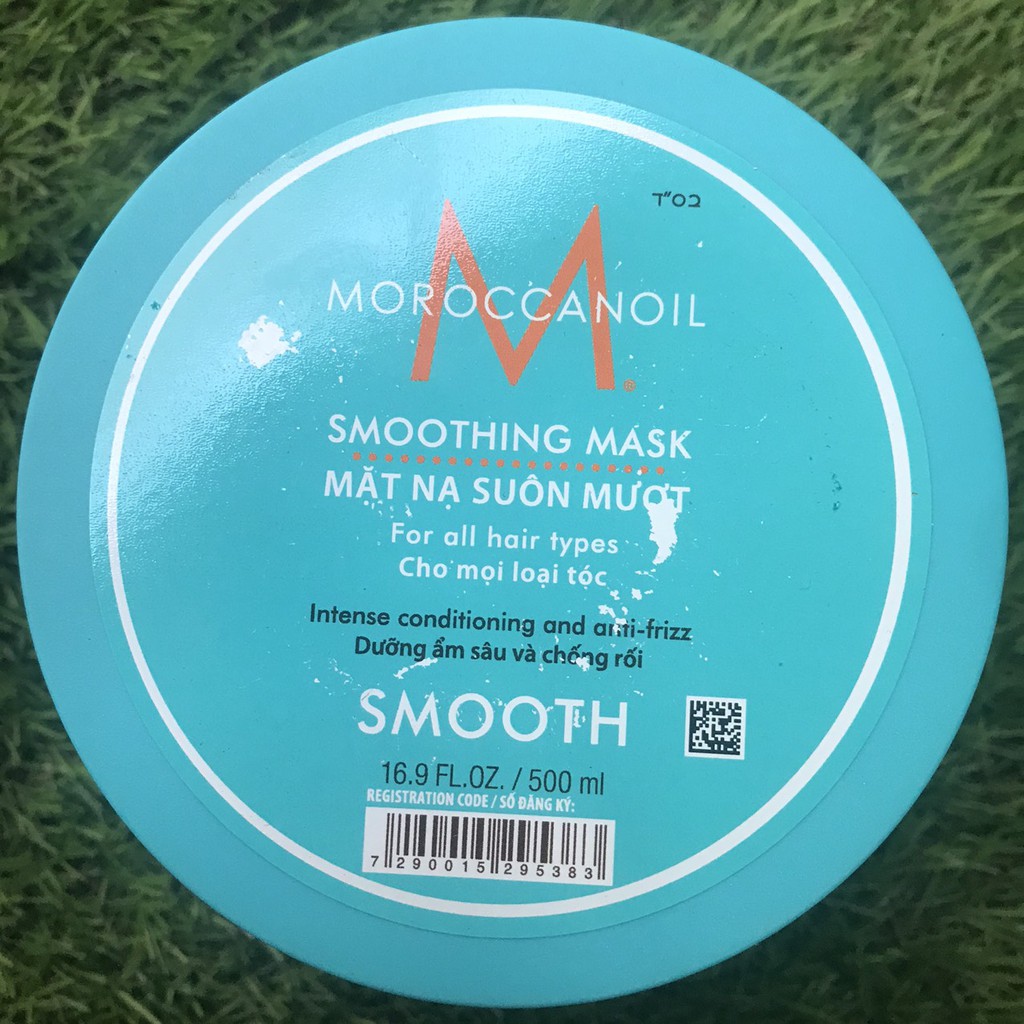 בס"ד
M
MOROCCANOIL
®
SMOOTHING MASK
MẶT NẠ SUÔN MƯỢT
For all hair types
Cho mọi loại tóc
Intense conditioning and anti-frizz
Dưỡng ẩm sâu và chống rối
SMOOTH
16.9 FL.OZ. / 500 ml
REGISTRATION CODE / SỐ ĐĂNG KÝ:
7 290015 295383